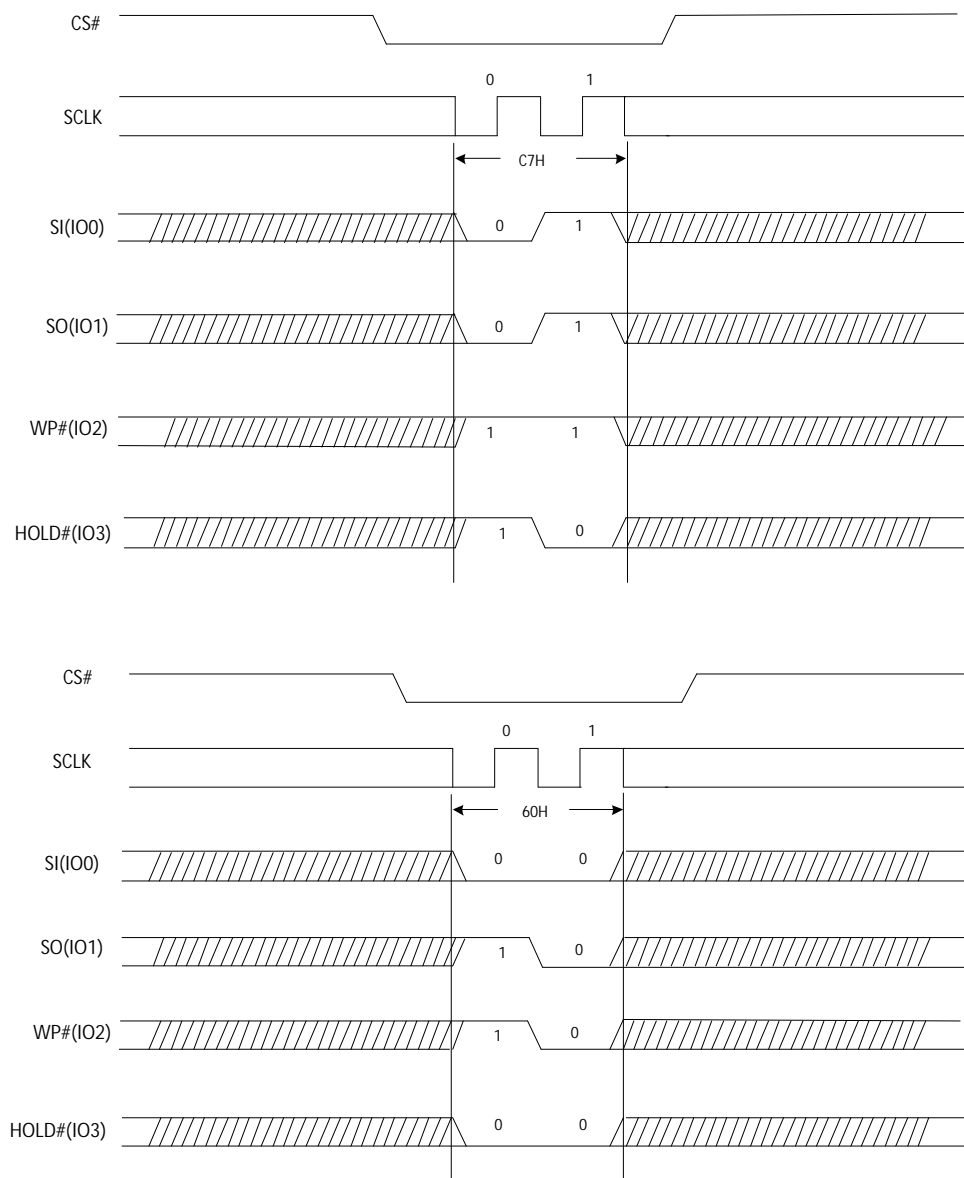 CS#
0 1
SCLK
C7H
SI(IO0) 0 1
SO(IO1) 0 1
WP#(IO2) 1 1
HOLD#(IO3) 1 0
CS#
0 1
SCLK
60H
SI(IO0) 0 0
SO(IO1) 1 0
WP#(IO2) 1 0
HOLD#(IO3) 0 0